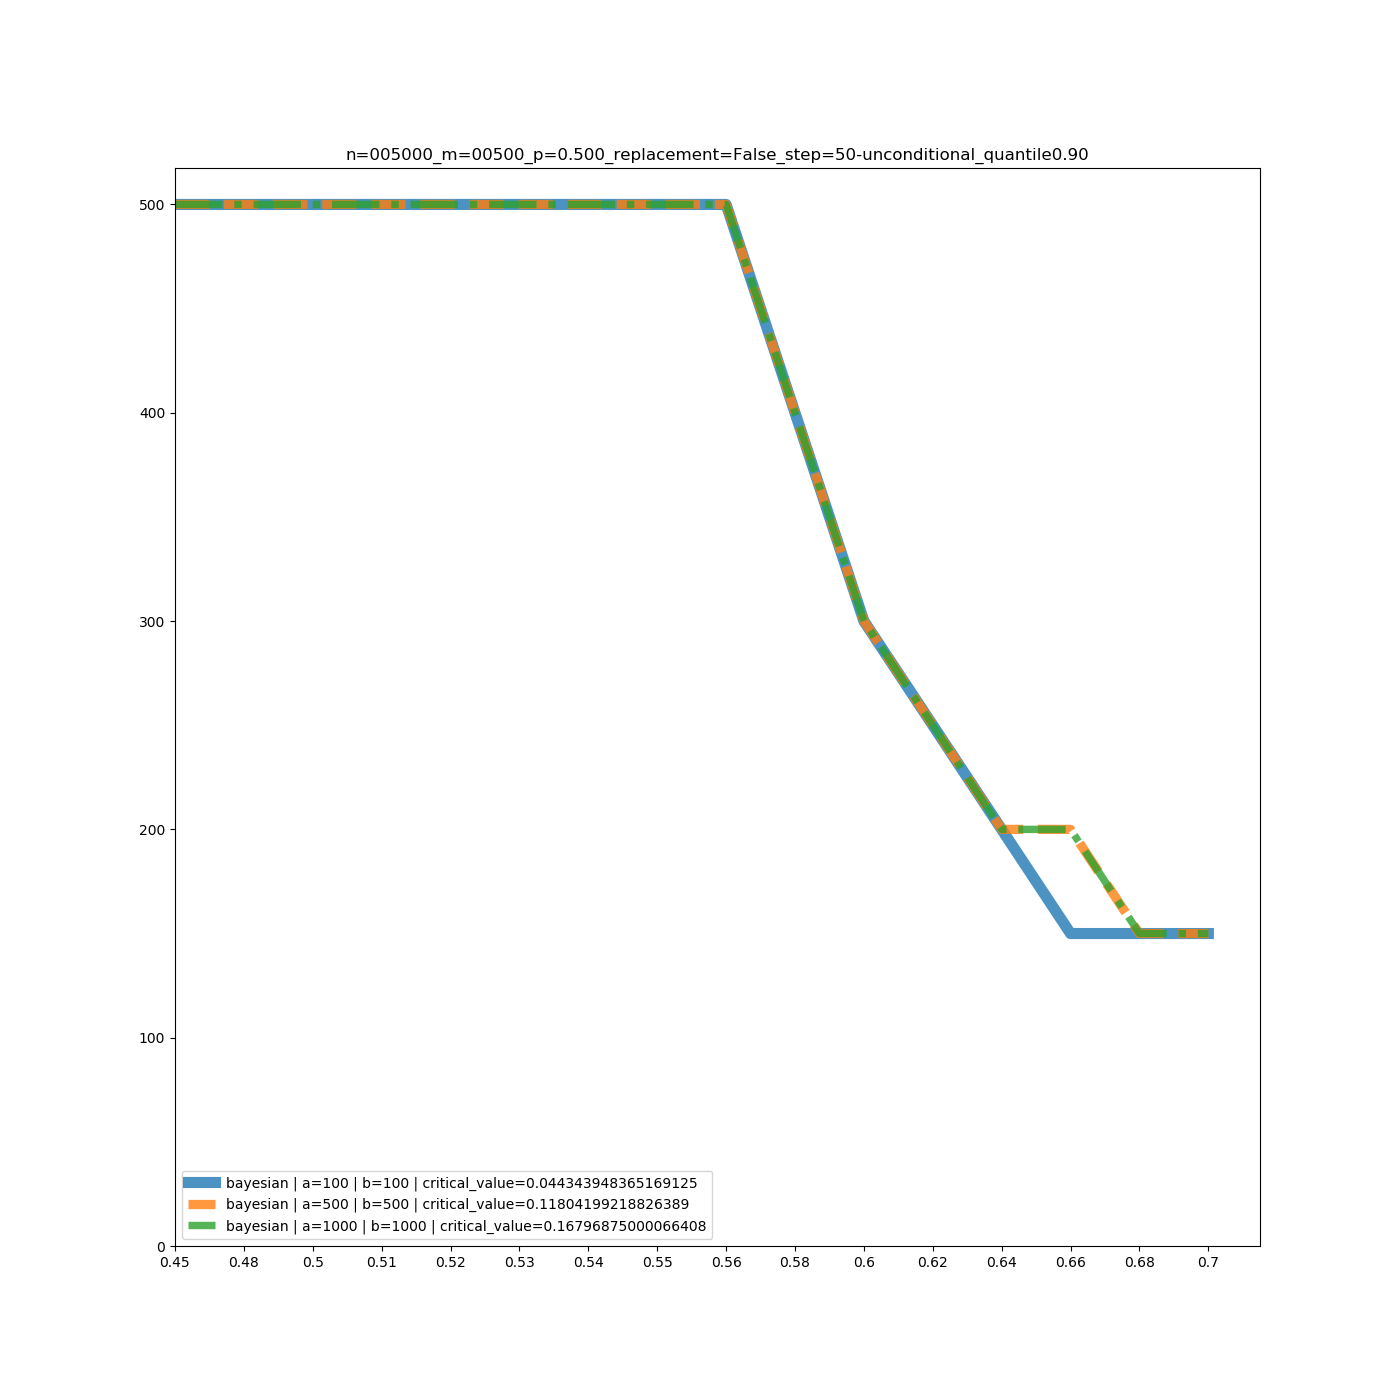 n=005000_m=00500_p=0.500_replacement=False_step=50-unconditional_quantile0.90
500
400
300
200
100
0
bayesian | a=100 | b=100 | critical_value=0.044343948365169125
bayesian | a=500 | b=500 | critical_value=0.11804199218826389
bayesian | a=1000 | b=1000 | critical_value=0.16796875000066408
0.45 0.48 0.5 0.51 0.52 0.53 0.54 0.55 0.56 0.58 0.6 0.62 0.64 0.66 0.68 0.7